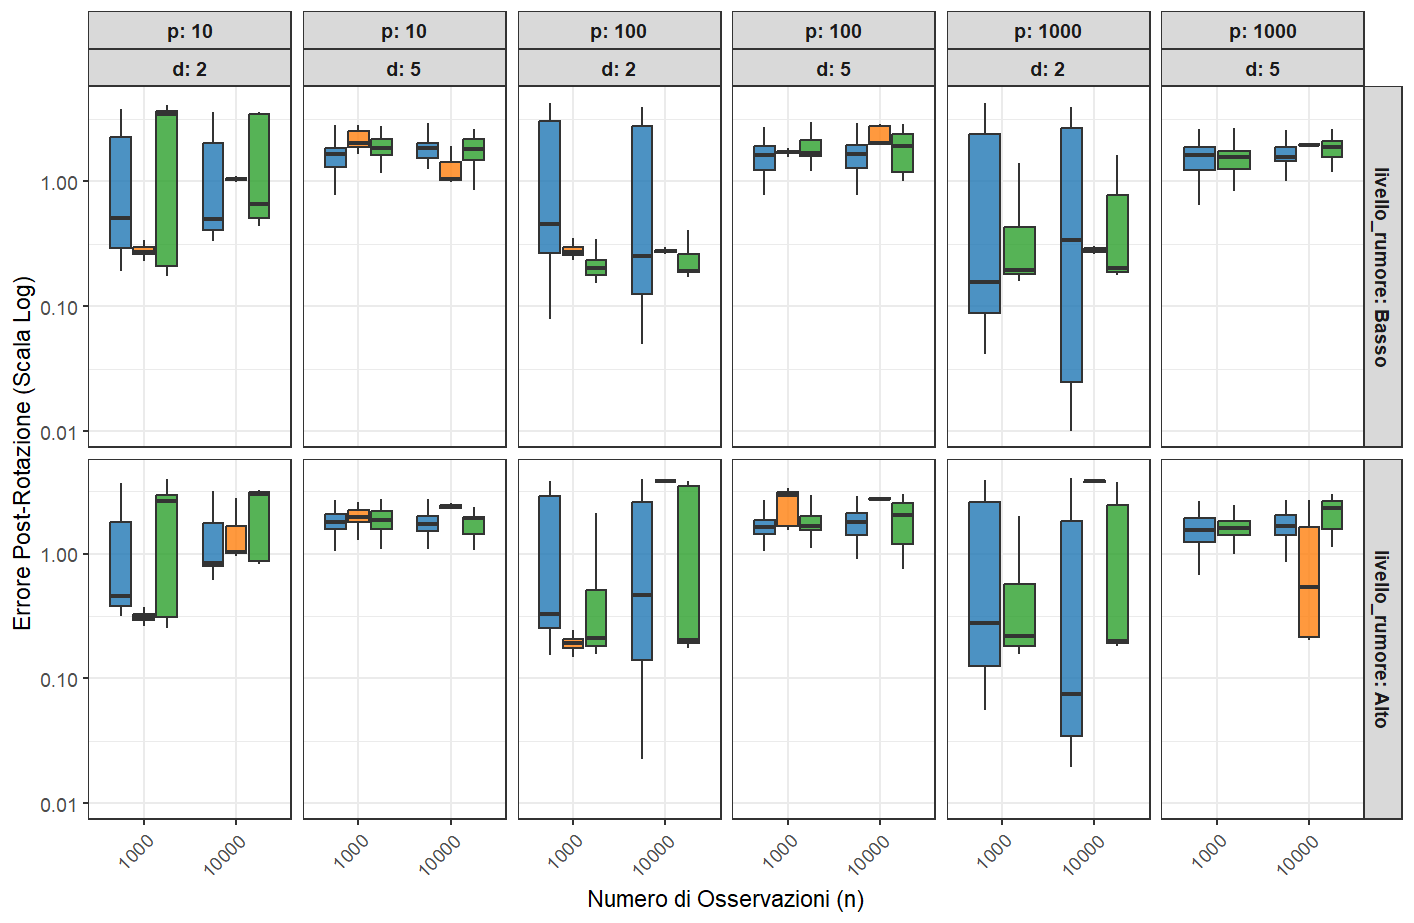 p: 10
p: 10
p: 100
p: 100
p: 1000
p: 1000
d: 2
d: 5
d: 2
d: 5
d: 2
d: 5
Errore Post-Rotazione (Scala Log)
1.00
0.10
0.01
livello_rumore: Basso
1.00
0.10
0.01
livello_rumore: Alto
1000
10000
1000
10000
1000
10000
1000
10000
1000
10000
1000
10000
Numero di Osservazioni (n)